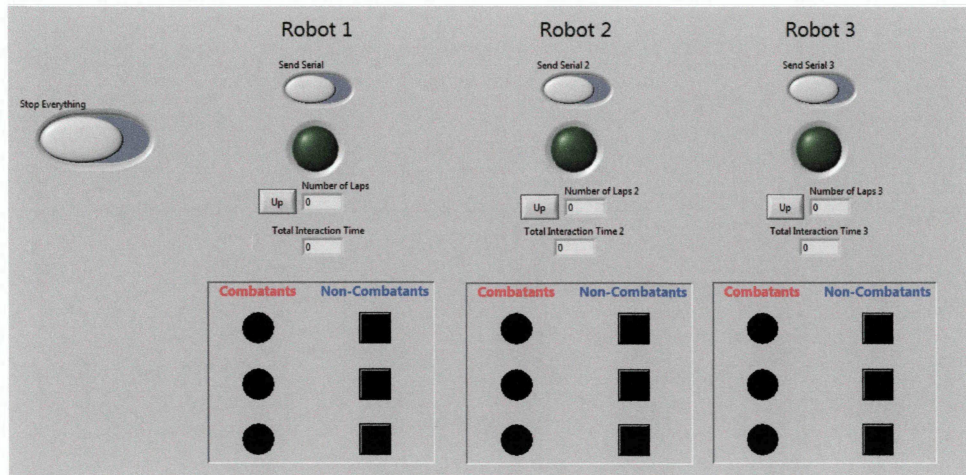 Robot 1 Robot 2 Robot 3
Send Serial Send Serial 2 Send Serial 3
Stop Everything
Number of Laps Number of Laps 2 Number of Laps 3
Up 0 Up 0 Up 0
Total Interaction Time Total Interaction Time 2 Total Interaction Time 3
0 0 0
Combatants Non-Combatants Combatants Non-Combatants Combatants Non-Combatants